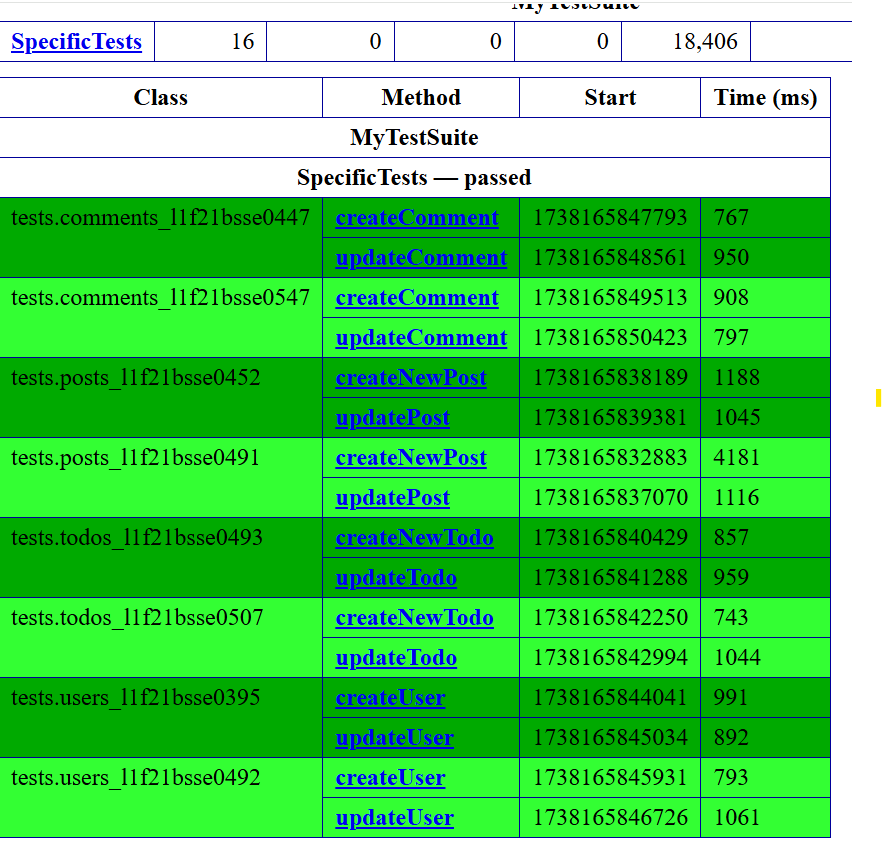 MyTestSuite
SpecificTests 16 0 0 0 18,406
Class Method Start Time (ms)
MyTestSuite
SpecificTests — passed
tests.comments_l1f21bsse0447 createComment 1738165847793 767
updateComment 1738165848561 950
tests.comments_l1f21bsse0547 createComment 1738165849513 908
updateComment 1738165850423 797
tests.posts_l1f21bsse0452 createNewPost 1738165838189 1188
updatePost 1738165839381 1045
tests.posts_l1f21bsse0491 createNewPost 1738165832883 4181
updatePost 1738165837070 1116
tests.todos_l1f21bsse0493 createNewTodo 1738165840429 857
updateTodo 1738165841288 959
tests.todos_l1f21bsse0507 createNewTodo 1738165842250 743
updateTodo 1738165842994 1044
tests.users_l1f21bsse0395 createUser 1738165844041 991
updateUser 1738165845034 892
tests.users_l1f21bsse0492 createUser 1738165845931 793
updateUser 1738165846726 1061